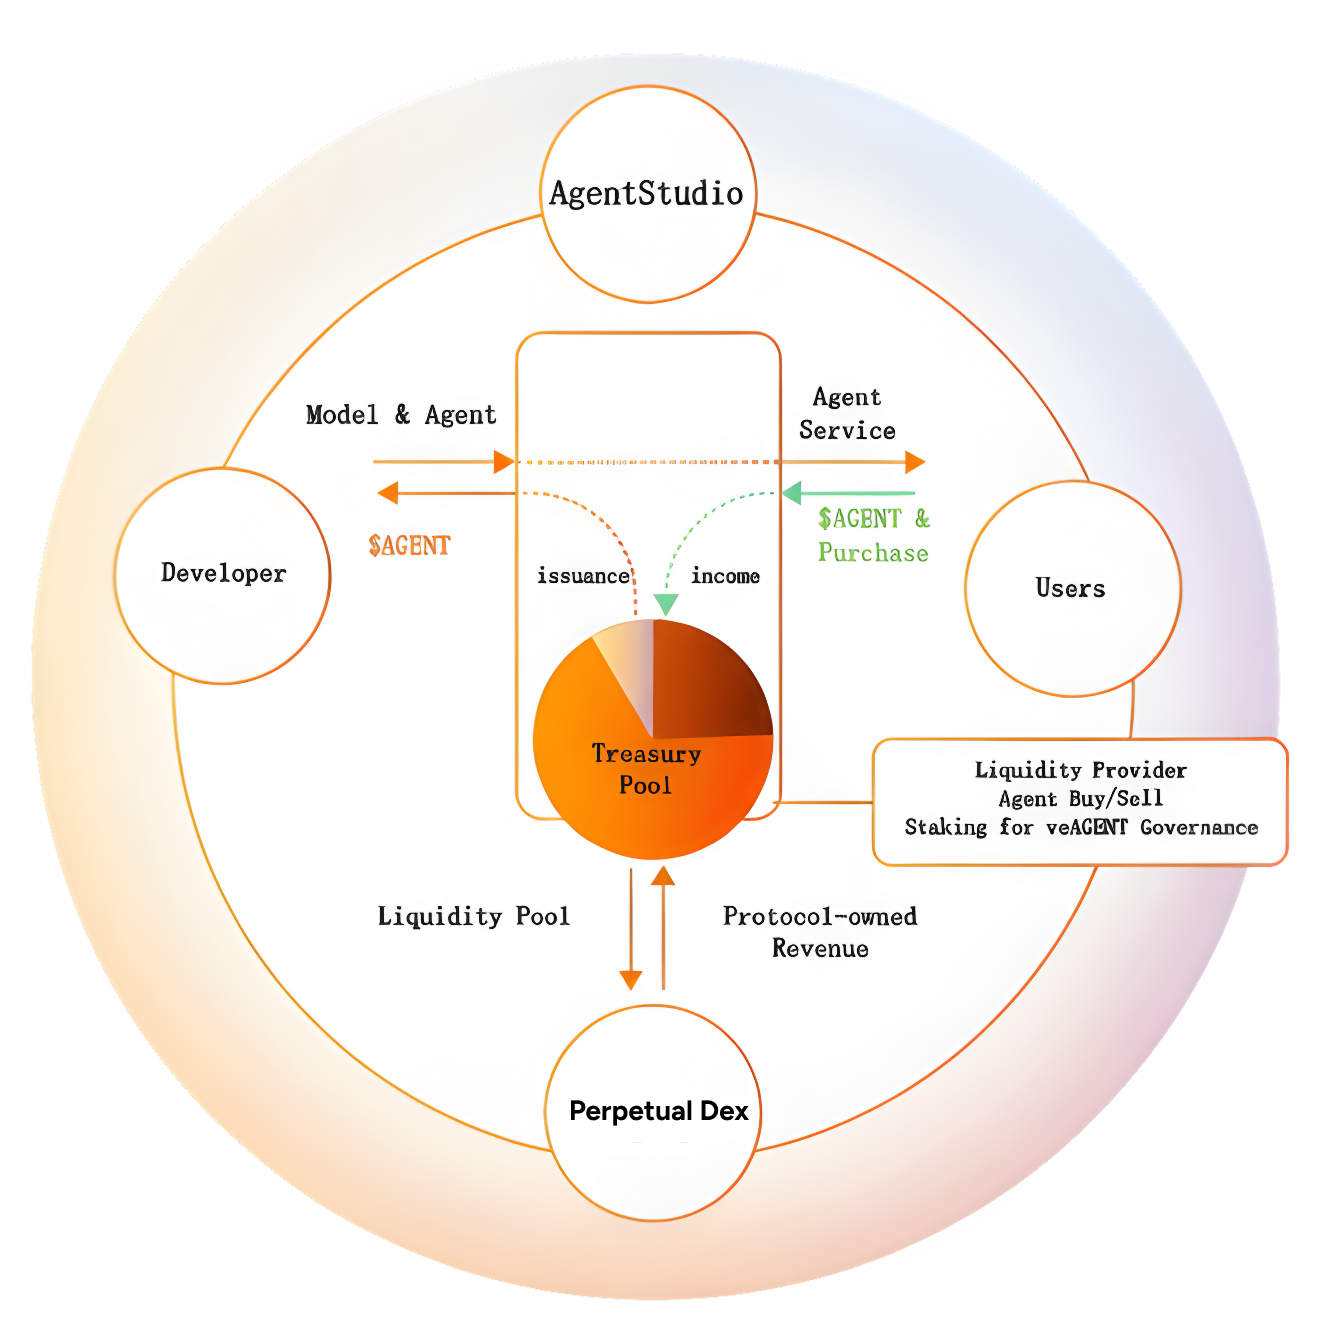 AgentStudio
Model & Agent
Agent
Service
$AGENT
$AGENT &
Purchase
issuance
income
Developer
Users
Treasury
Pool
Liquidity Provider
Agent Buy/Sell
Staking for veAGENT Governance
Liquidity Pool
Protocol-owned
Revenue
Perpetual Dex